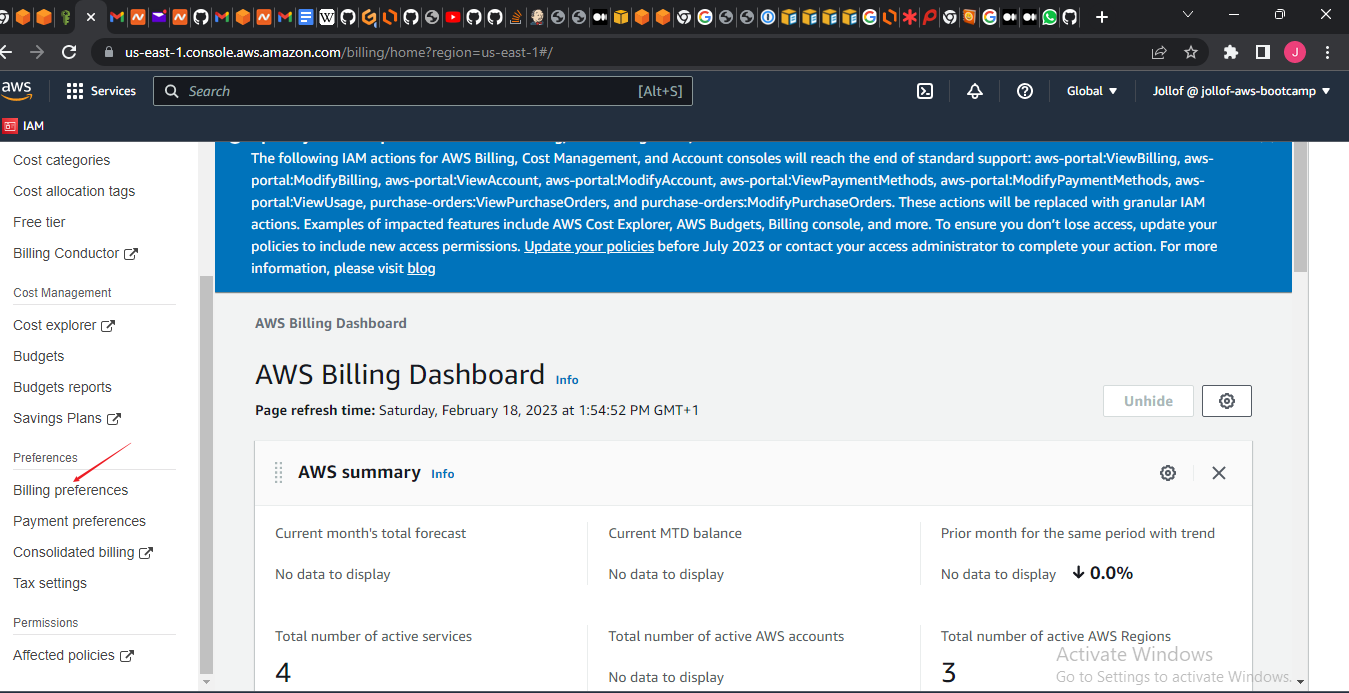 us-east-1.console.aws.amazon.com/billing/home?region=us-east-1#/
J
aws
Services
Search
[Alt+S]
Global
Jollof @ jollof-aws-bootcamp
IAM
Cost categories
Cost allocation tags
Free tier
Billing Conductor
Cost Management
Cost explorer
Budgets
Budgets reports
Savings Plans
Preferences
Billing preferences
Payment preferences
Consolidated billing
Tax settings
Permissions
Affected policies
The following IAM actions for AWS Billing, Cost Management, and Account consoles will reach the end of standard support: aws-portal:ViewBilling, aws-
portal:ModifyBilling, aws-portal:ViewAccount, aws-portal:ModifyAccount, aws-portal:ViewPaymentMethods, aws-portal:ModifyPaymentMethods, aws-
portal:ViewUsage, purchase-orders:ViewPurchaseOrders, and purchase-orders:ModifyPurchaseOrders. These actions will be replaced with granular IAM
actions. Examples of impacted features include AWS Cost Explorer, AWS Budgets, Billing console, and more. To ensure you don't lose access, update your
policies to include new access permissions. Update your policies before July 2023 or contact your access administrator to complete your action. For more
information, please visit blog
AWS Billing Dashboard
AWS Billing Dashboard Info
Page refresh time: Saturday, February 18, 2023 at 1:54:52 PM GMT+1
Unhide
AWS summary Info
Current month's total forecast
No data to display
Current MTD balance
No data to display
Prior month for the same period with trend
No data to display 0.0%
Total number of active services
4
Total number of active AWS accounts
No data to display
Total number of active AWS Regions
3
Activate Windows
Go to Settings to activate Windows.